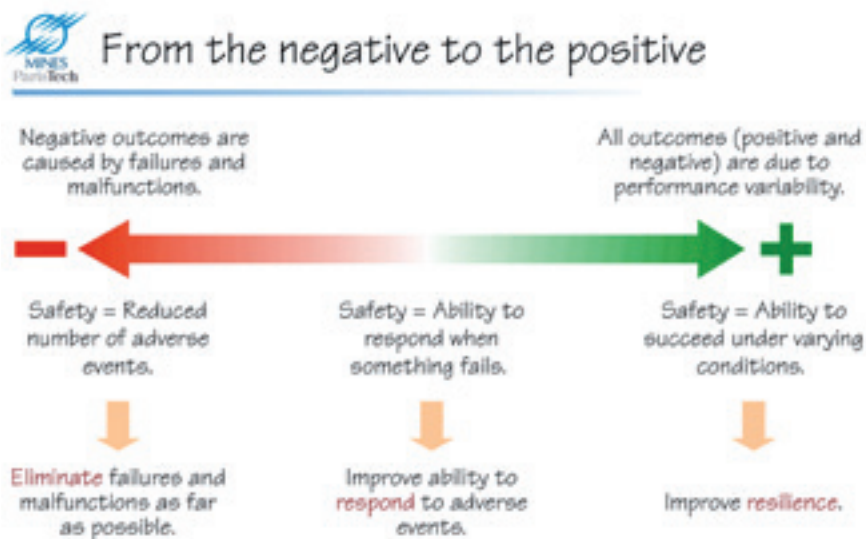 MINES
ParisTech
From the negative to the positive
Negative outcomes are
caused by failures and
malfunctions.
All outcomes (positive and
negative) are due to
performance variability.
Safety = Reduced
number of adverse
events.
Safety = Ability to
respond when
something fails.
Safety = Ability to
succeed under varying
conditions.
Eliminate failures and
malfunctions as far
as possible.
Improve ability to
respond to adverse
events.
Improve resilience.